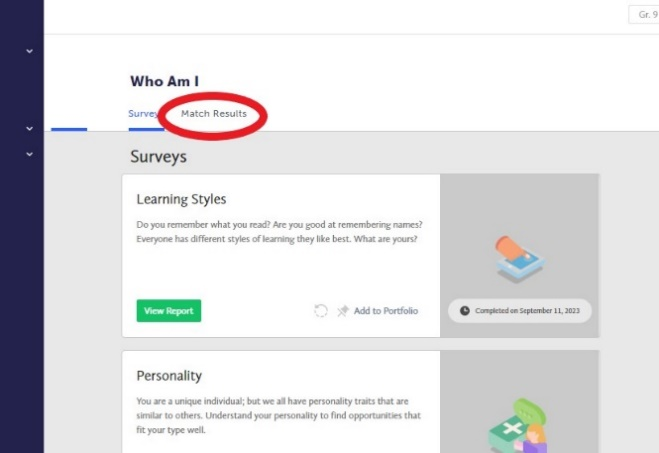 Gr. 9
Who Am I
Surveys Match Results
Surveys
Learning Styles
Do you remember what you read? Are you good at remembering names?
Everyone has different styles of learning they like best. What are yours?
View Report Add to Portfolio Completed on September 11, 2023
Personality
You are a unique individual; but we all have personality traits that are
similar to others. Understand your personality to find opportunities that
fit your type well.